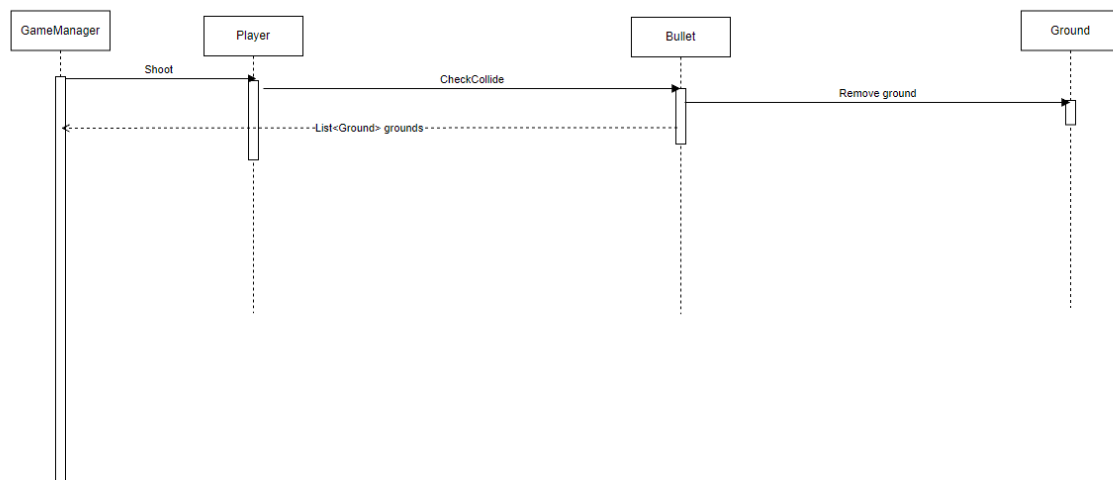 GameManager
Player
Bullet
Ground
Shoot
CheckCollide
Remove ground
List<Ground> grounds